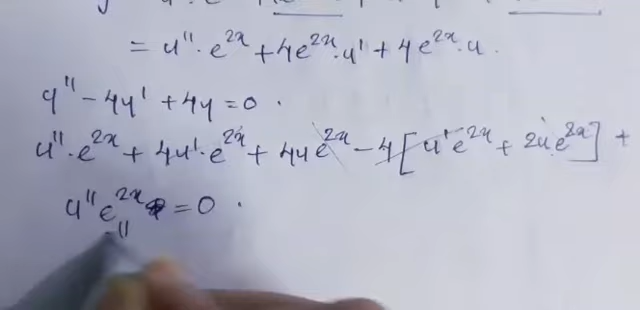 = u'' · e^{2x} + 4e^{2x} · u' + 4e^{2x} · u .
y'' - 4y' + 4y = 0 .
u'' · e^{2x} + 4u' · e^{2x} + 4ue^{2x} - 4[u'e^{2x} + 2ue^{2x}] +
u''e^{2x} = 0 .